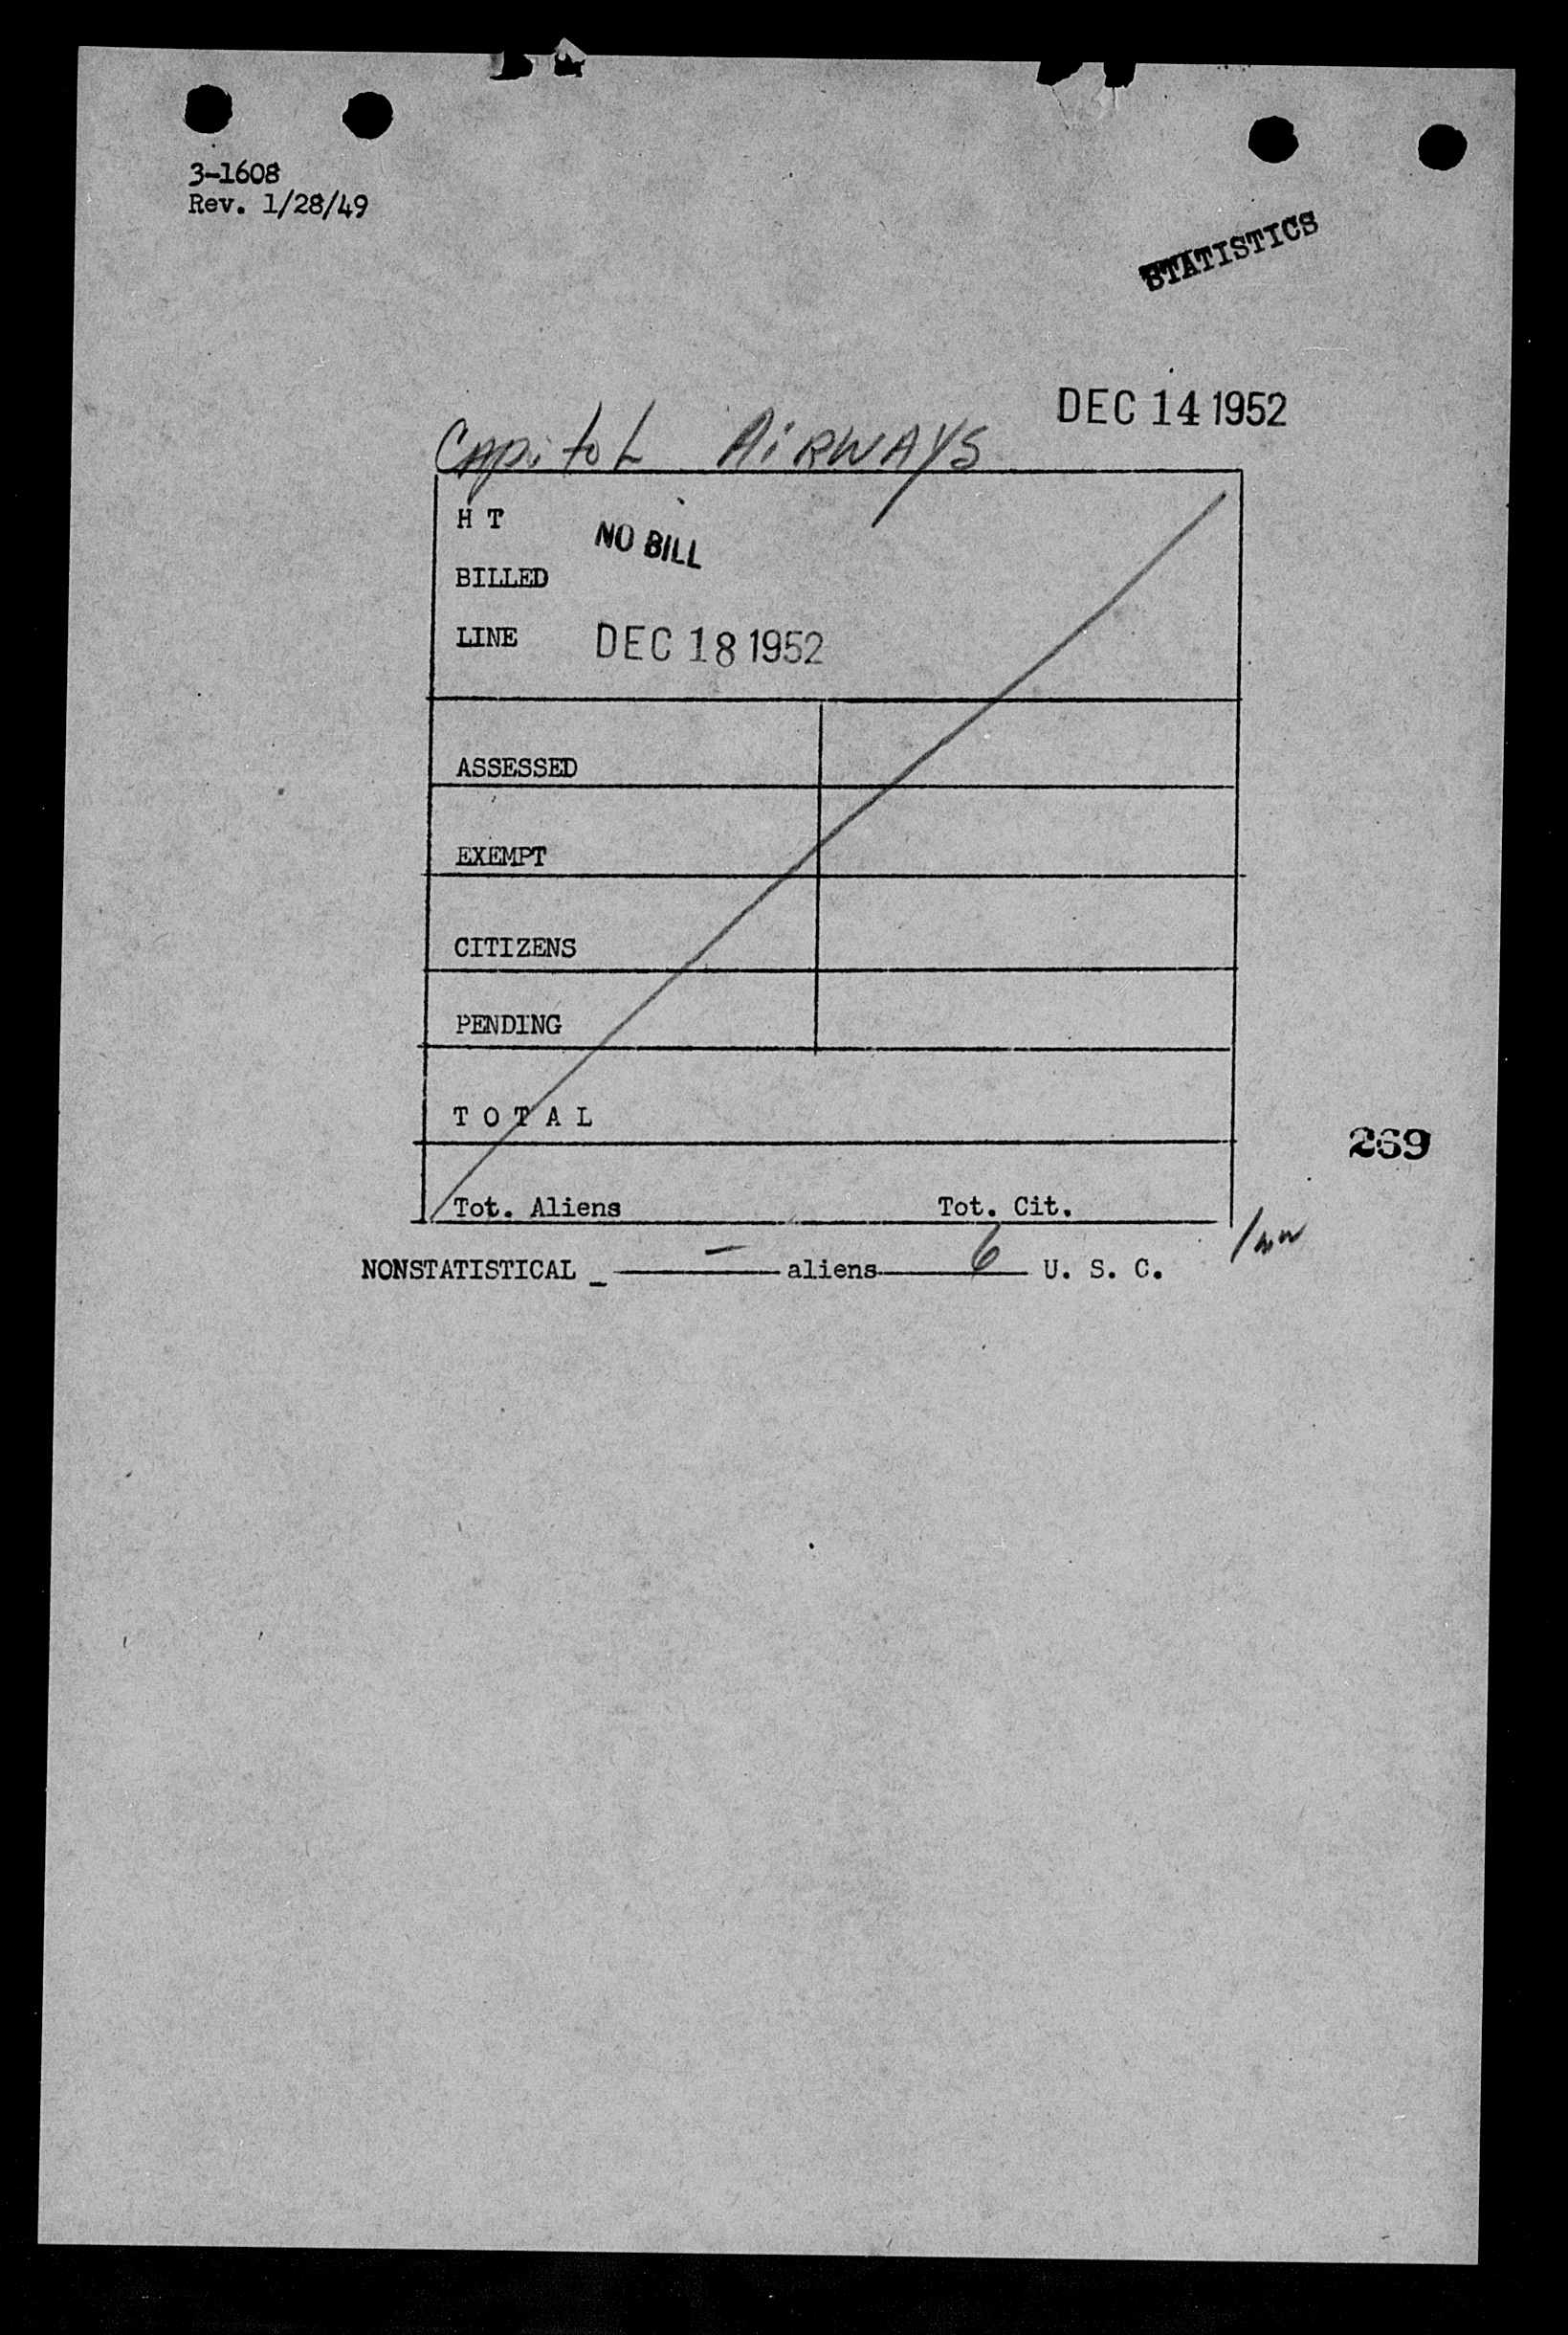 3-1608
Rev. 1/28/49
STATISTICS
DEC 14 1952
CApitoL AiRWAYS
H T
NO BILL
BILLED
LINE DEC 18 1952
ASSESSED
EXEMPT
CITIZENS
PENDING
T O T A L
269
Tot. Aliens Tot. Cit.
NONSTATISTICAL _ — aliens 6 U. S. C.